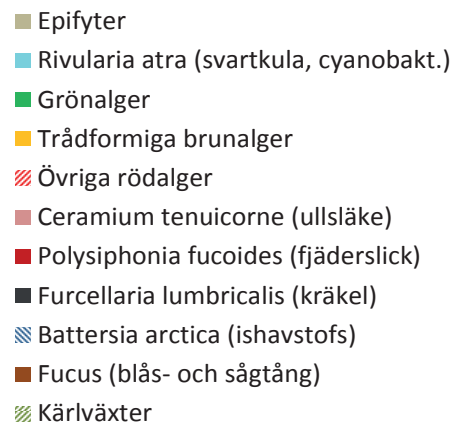 Epifyter
Rivularia atra (svartkula, cyanobakt.)
Grönalger
Trådformiga brunalger
Övriga rödalger
Ceramium tenuicorne (ullsläke)
Polysiphonia fucoides (fjäderslick)
Furcellaria lumbricalis (kräkel)
Battersia arctica (ishavstofs)
Fucus (blås- och sågtång)
Kärlväxter